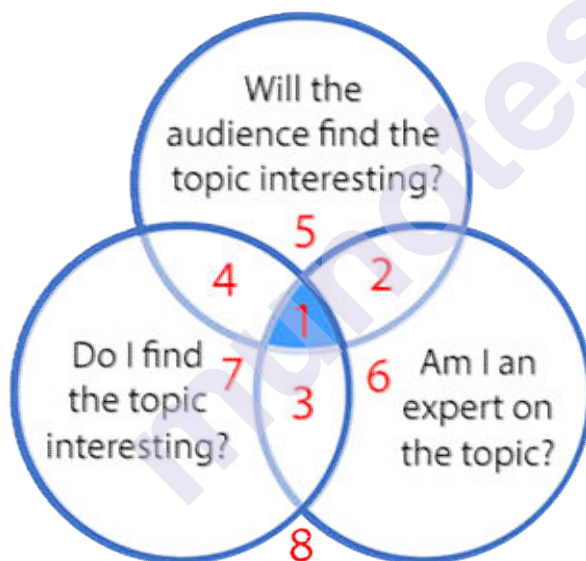 Will the
audience find the
topic interesting?
5
4
2
1
Do I find
the topic
interesting?
7
3
6
Am I an
expert on
the topic?
8
munotes